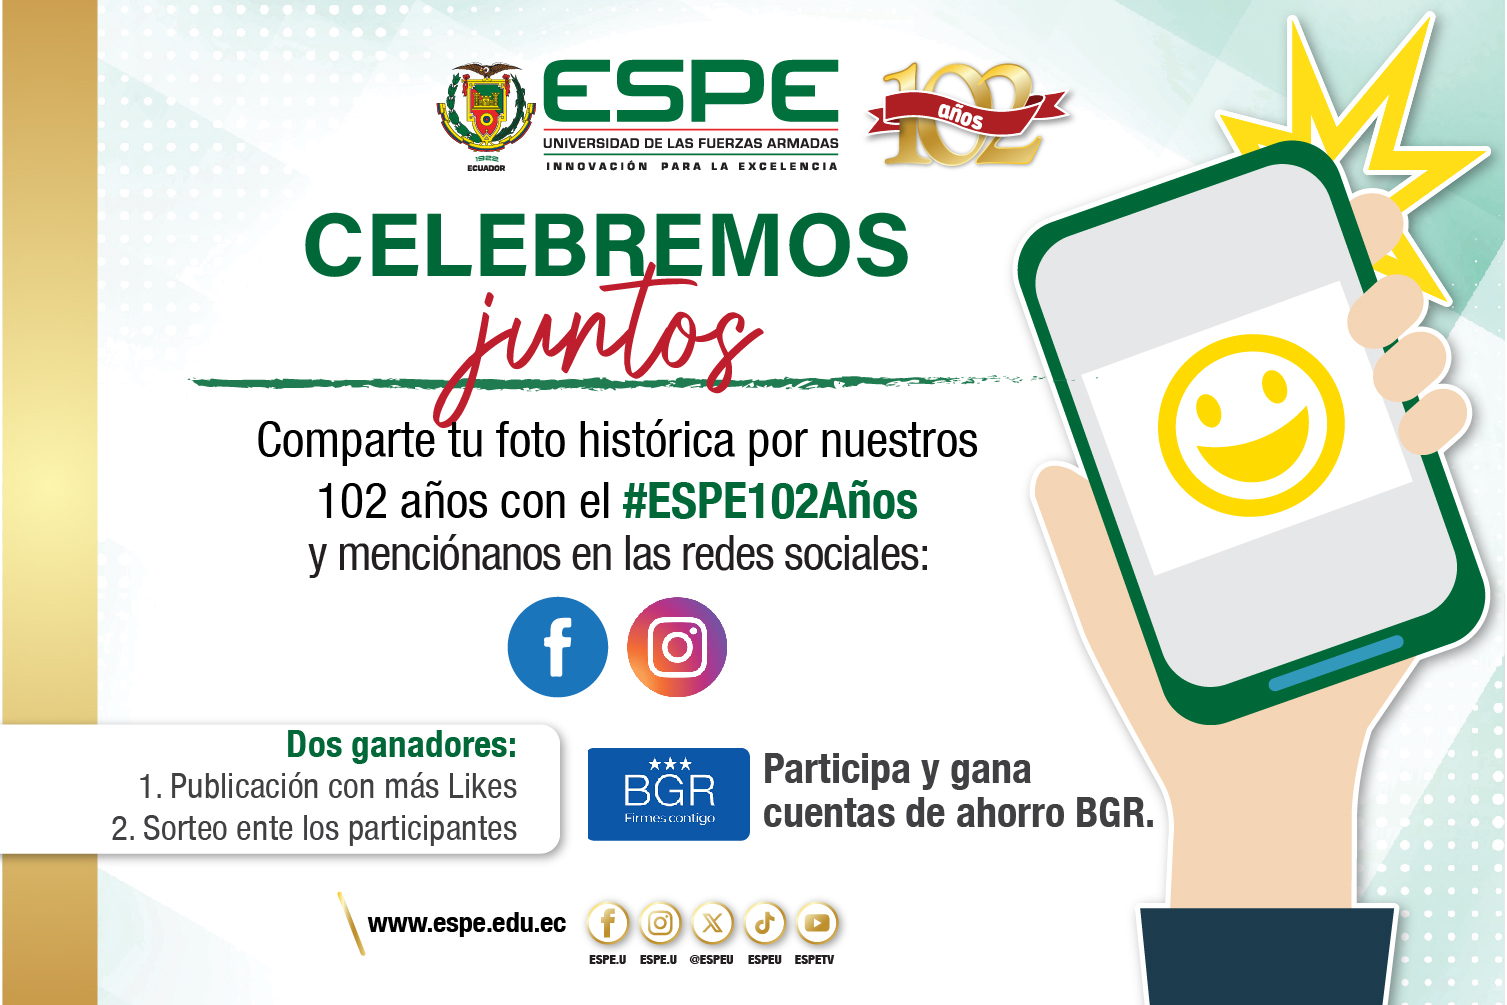 ESPE
UNIVERSIDAD DE LAS FUERZAS ARMADAS
INNOVACIÓN PARA LA EXCELENCIA
1922
ECUADOR
102
años
CELEBREMOS
juntos
Comparte tu foto histórica por nuestros
102 años con el #ESPE102Años
y menciónanos en las redes sociales:
Dos ganadores:
1. Publicación con más Likes
2. Sorteo ente los participantes
BGR
Firmes contigo
Participa y gana
cuentas de ahorro BGR.
www.espe.edu.ec
ESPE.U ESPE.U @ESPEU ESPEU ESPETV